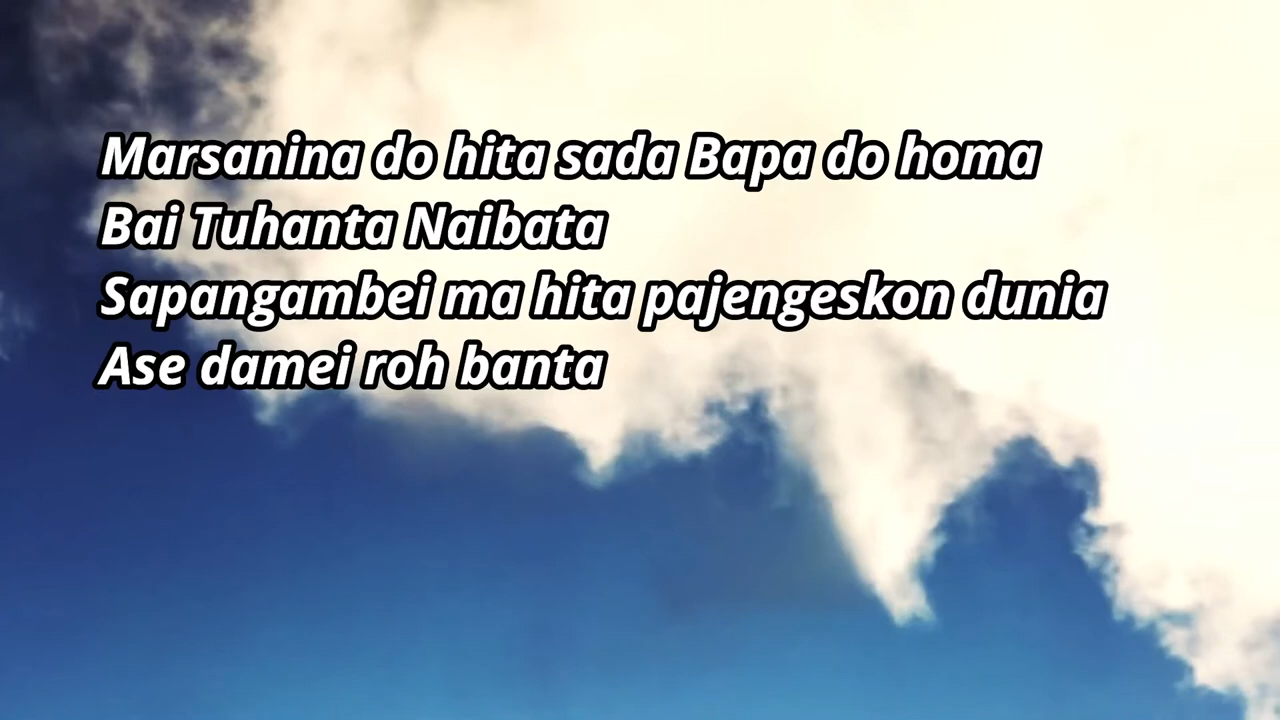 Marsanina do hita sada Bapa do homa
Bai Tuhanta Naibata
Sapangambei ma hita pajengeskon dunia
Ase damei roh banta